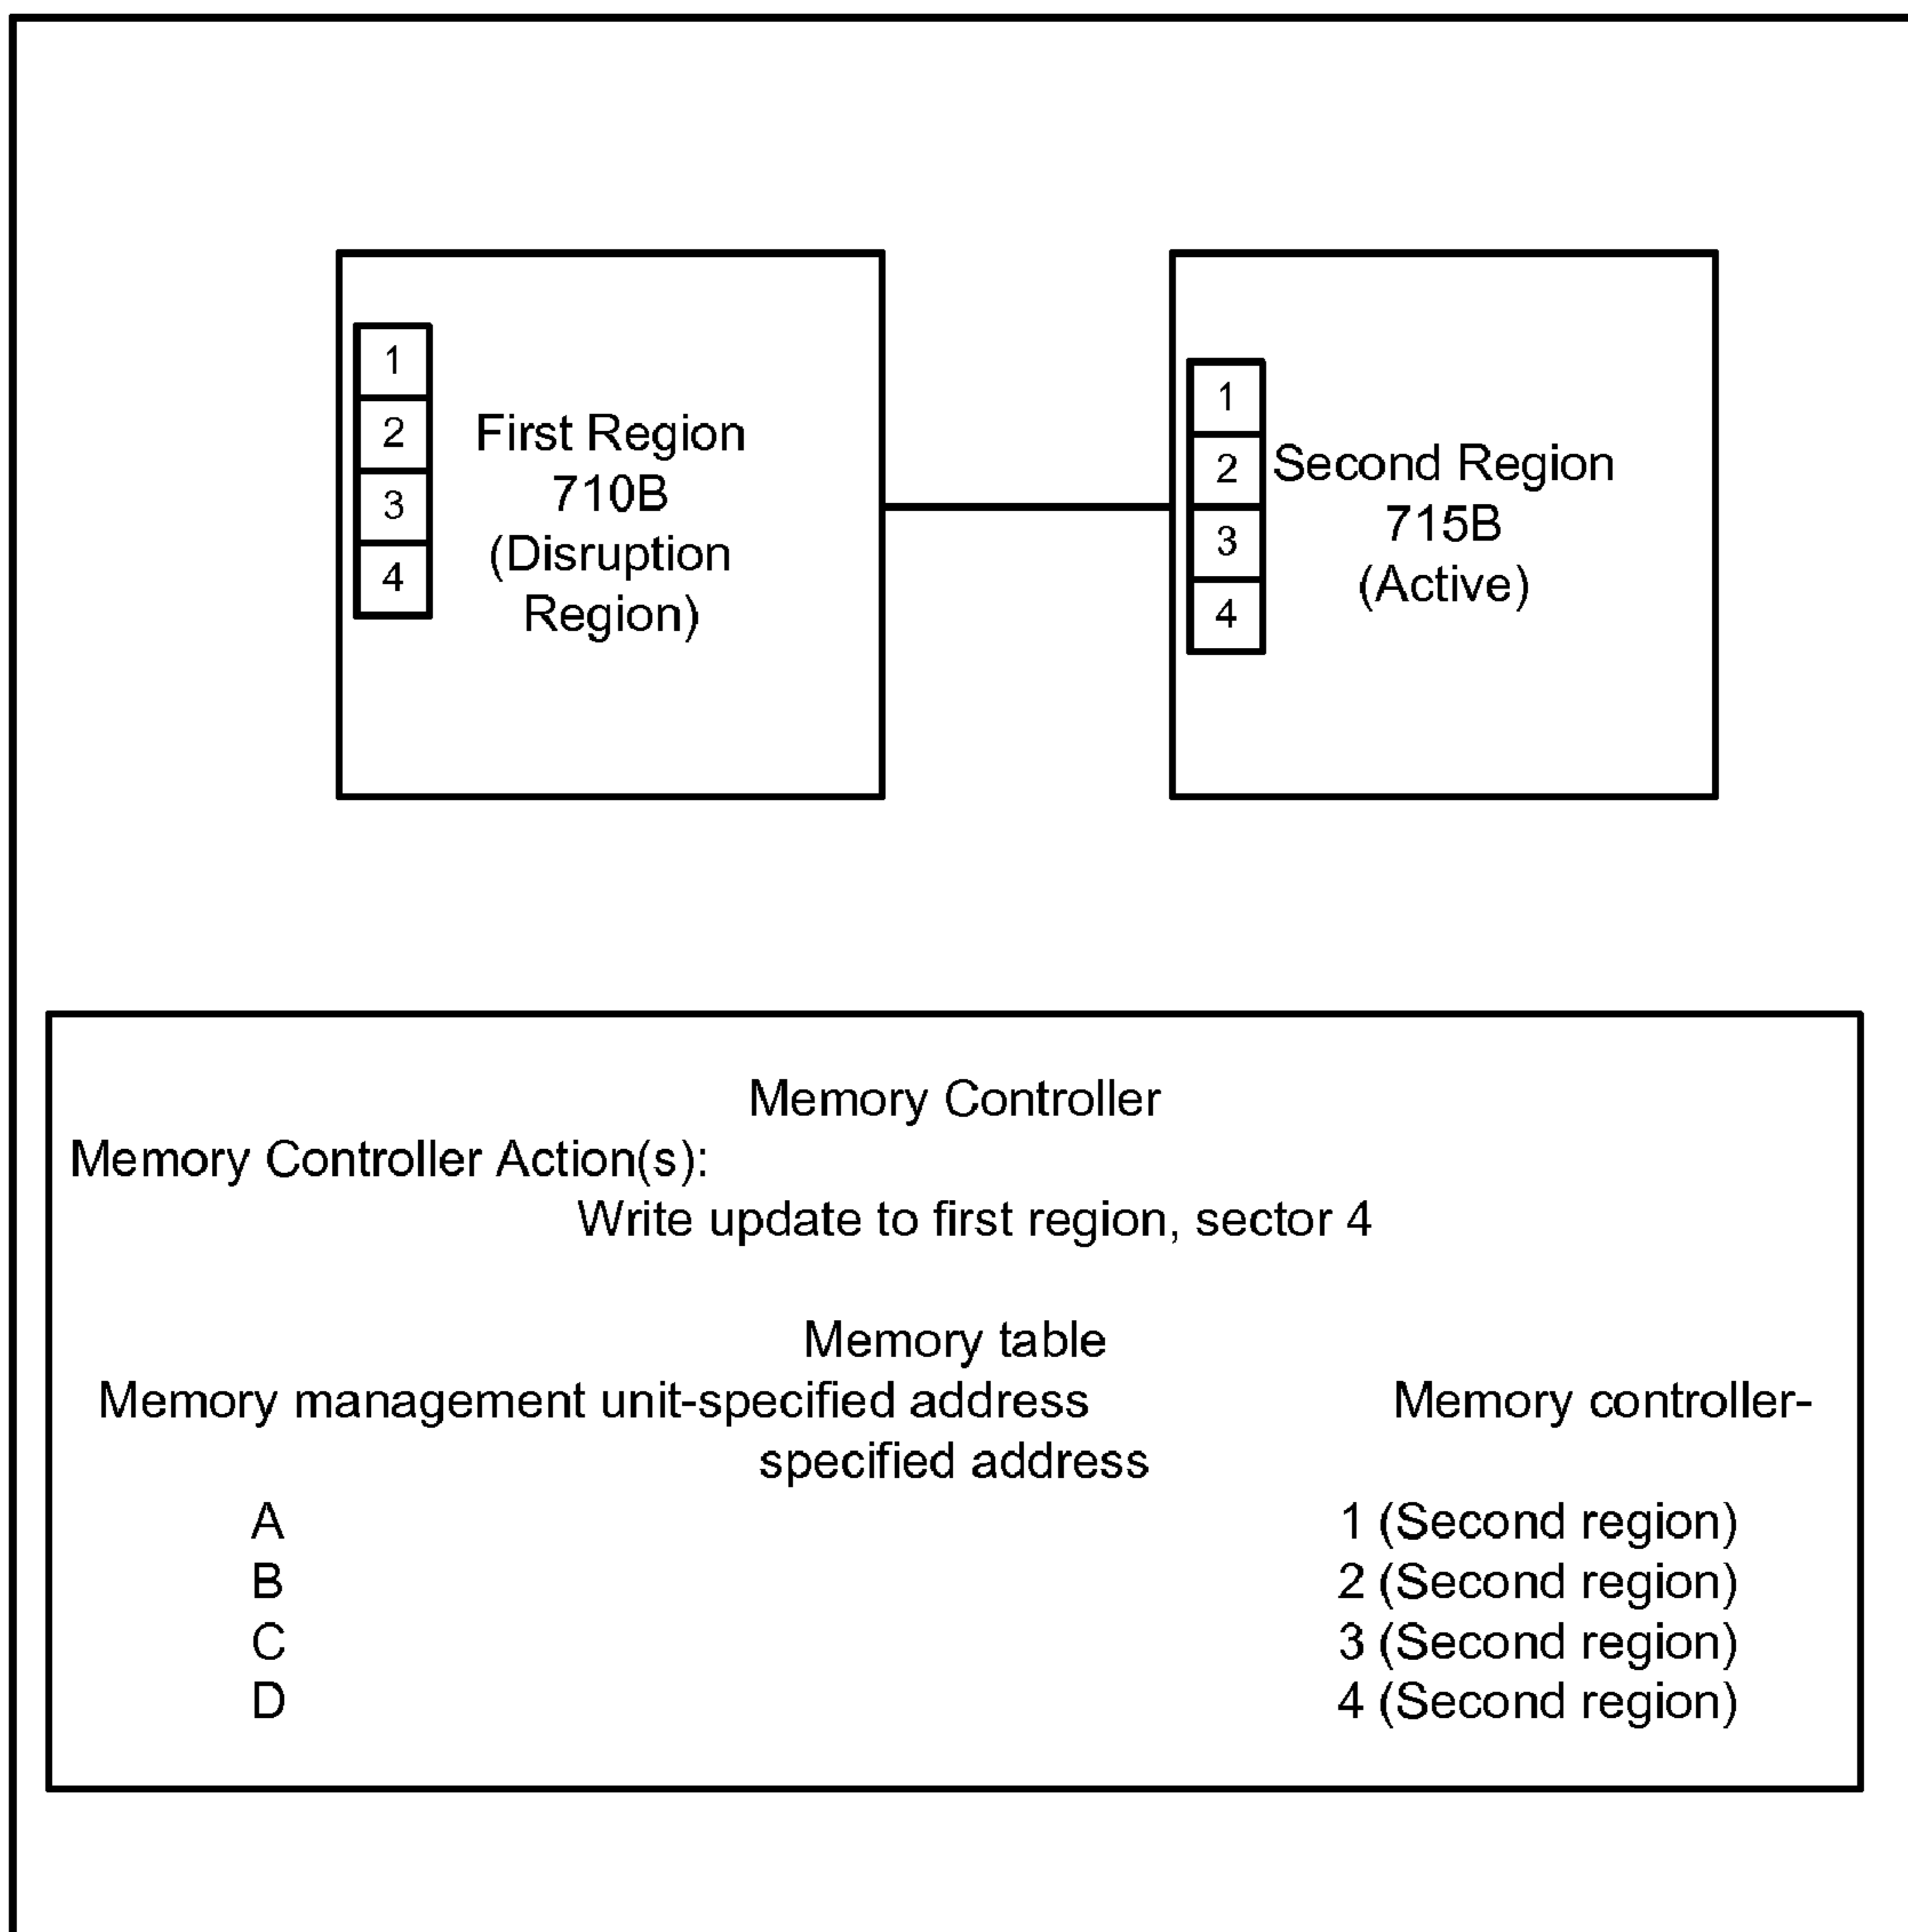 1
2
3
4
First Region
710B
(Disruption
Region)
1
2
3
4
Second Region
715B
(Active)
Memory Controller
Memory Controller Action(s):
Write update to first region, sector 4
Memory table
Memory management unit-specified address Memory controller-
specified address
A 1 (Second region)
B 2 (Second region)
C 3 (Second region)
D 4 (Second region)